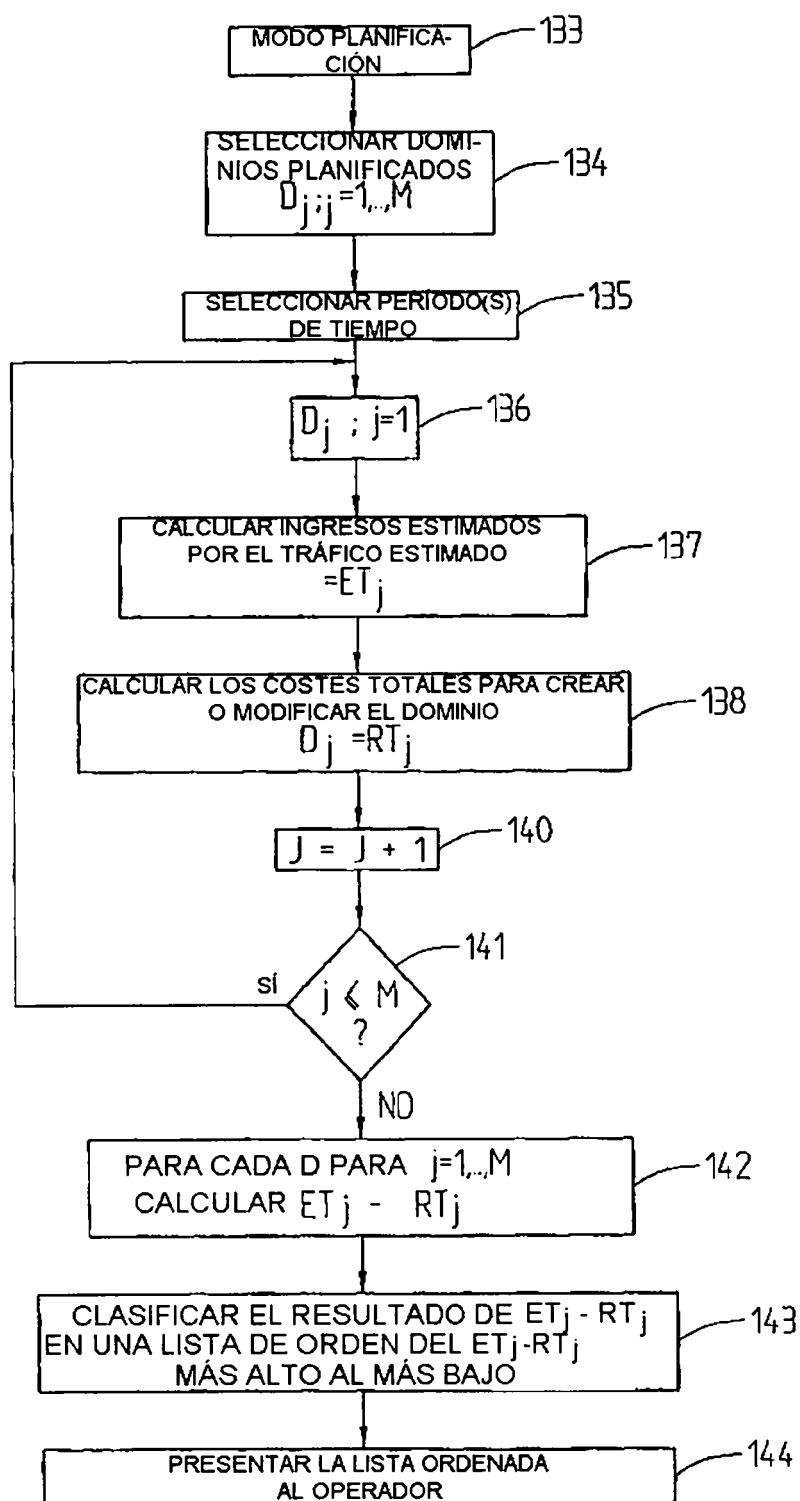 MODO PLANIFICA-
CIÓN
133
SELECCIONAR DOMI-
NIOS PLANIFICADOS
Dj;j=1,..,M
134
SELECCIONAR PERÍODO(S)
DE TIEMPO
135
Dj ; j=1
136
CALCULAR INGRESOS ESTIMADOS
POR EL TRÁFICO ESTIMADO
=ETj
137
CALCULAR LOS COSTES TOTALES PARA CREAR
O MODIFICAR EL DOMINIO
Dj =RTj
138
J = J + 1
140
141
SÍ
j ⩽ M
?
NO
PARA CADA D PARA j=1,..,M
CALCULAR ETj - RTj
142
CLASIFICAR EL RESULTADO DE ETj - RTj
EN UNA LISTA DE ORDEN DEL ETj-RTj
MÁS ALTO AL MÁS BAJO
143
PRESENTAR LA LISTA ORDENADA
AL OPERADOR
144